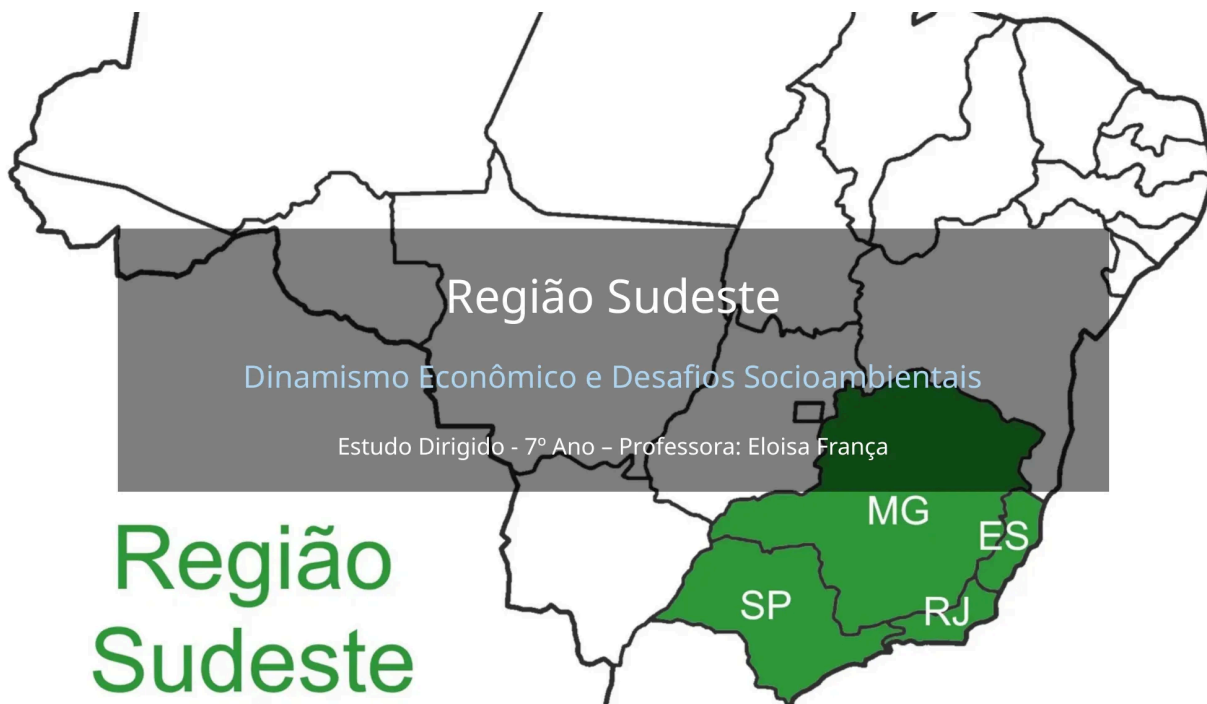 Região Sudeste
Dinamismo Econômico e Desafios Socioambientais
Estudo Dirigido - 7º Ano – Professora: Eloisa França
MG
ES
SP
RJ
Região
Sudeste